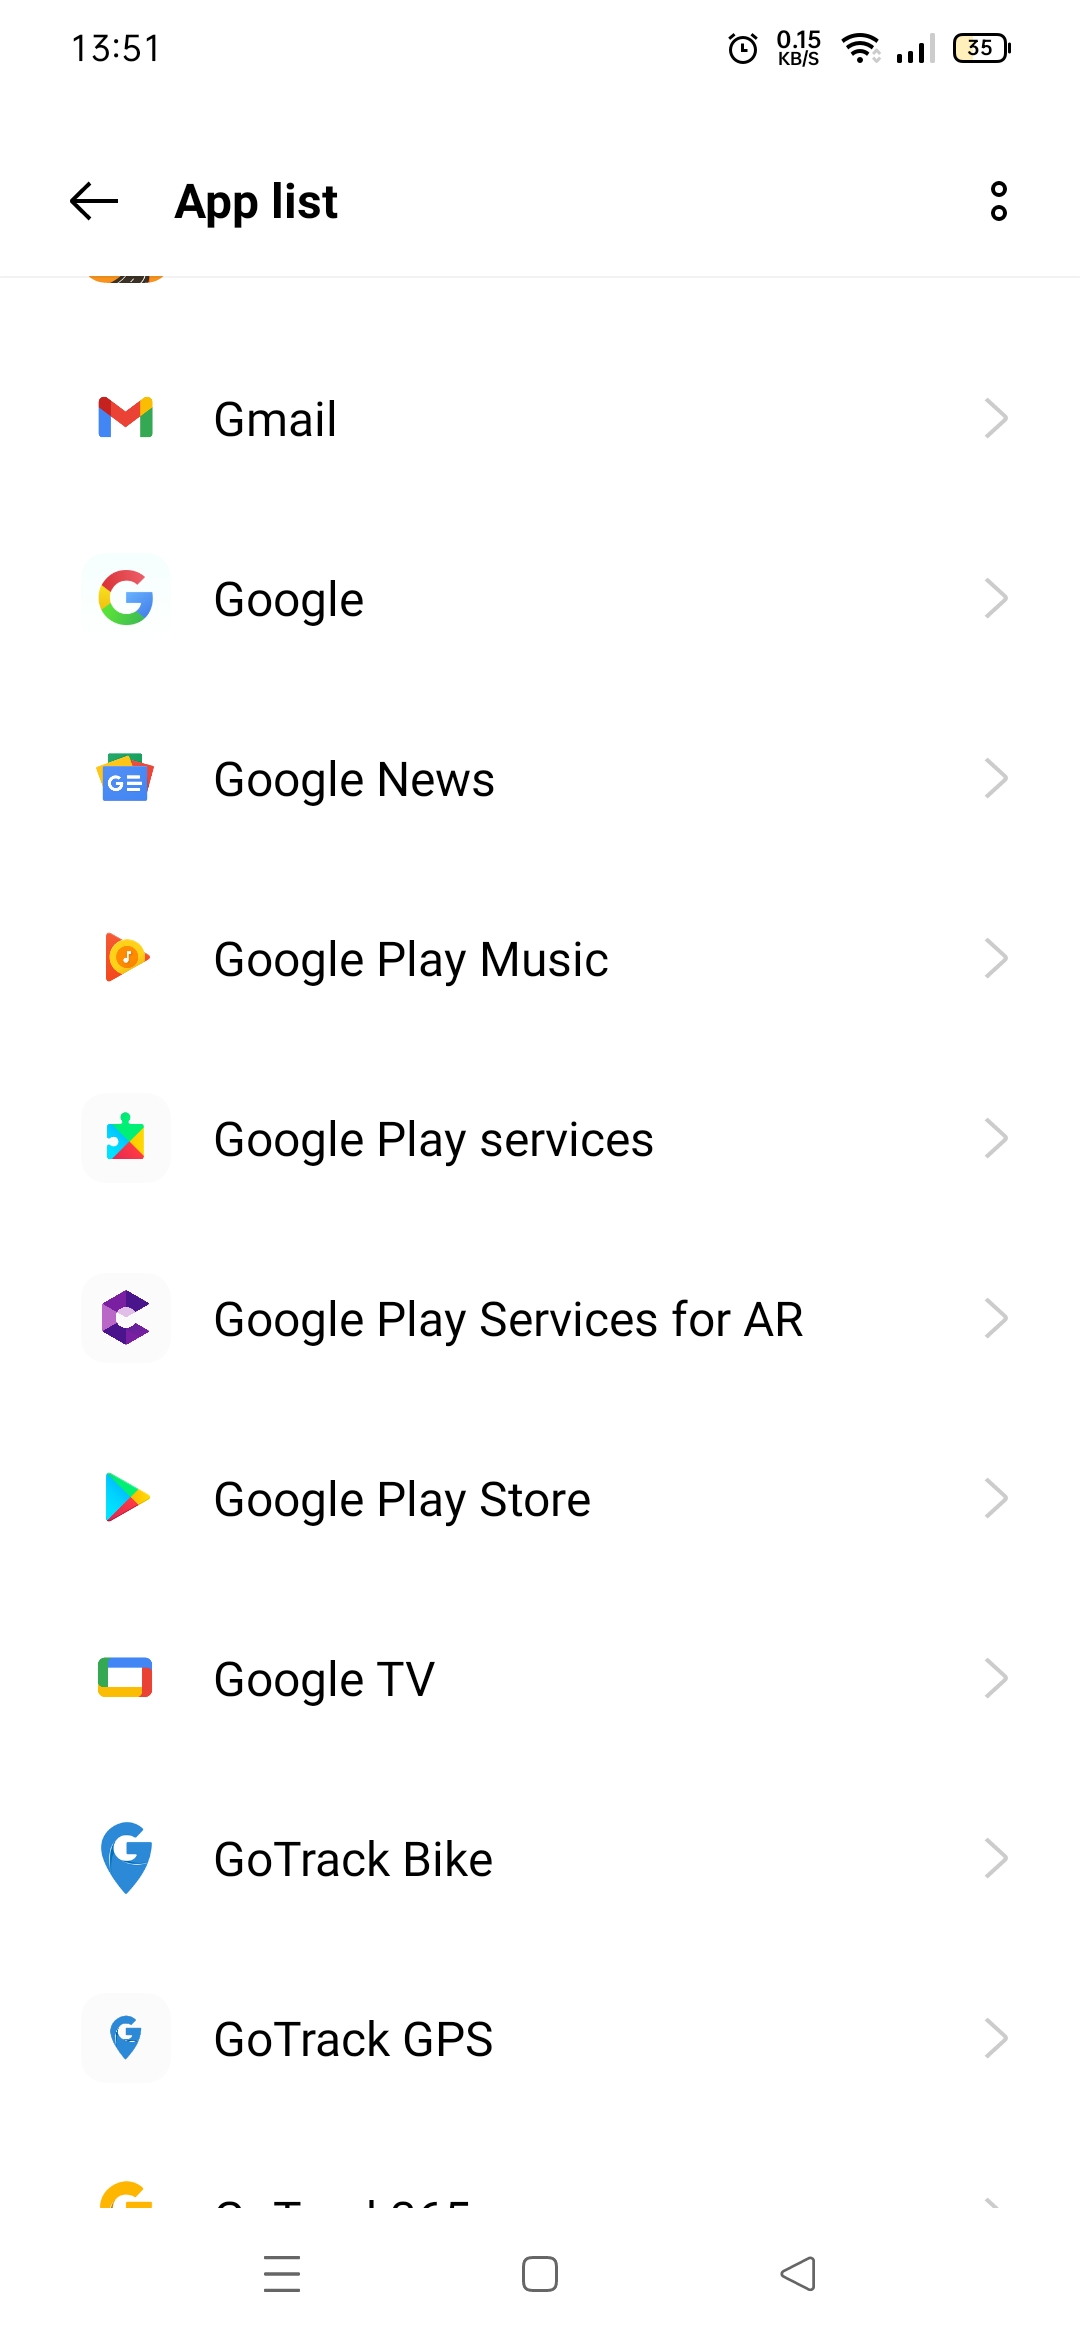 13:51
0.15
KB/S
35
App list
Gmail
Google
Google News
Google Play Music
Google Play services
Google Play Services for AR
Google Play Store
Google TV
GoTrack Bike
GoTrack GPS